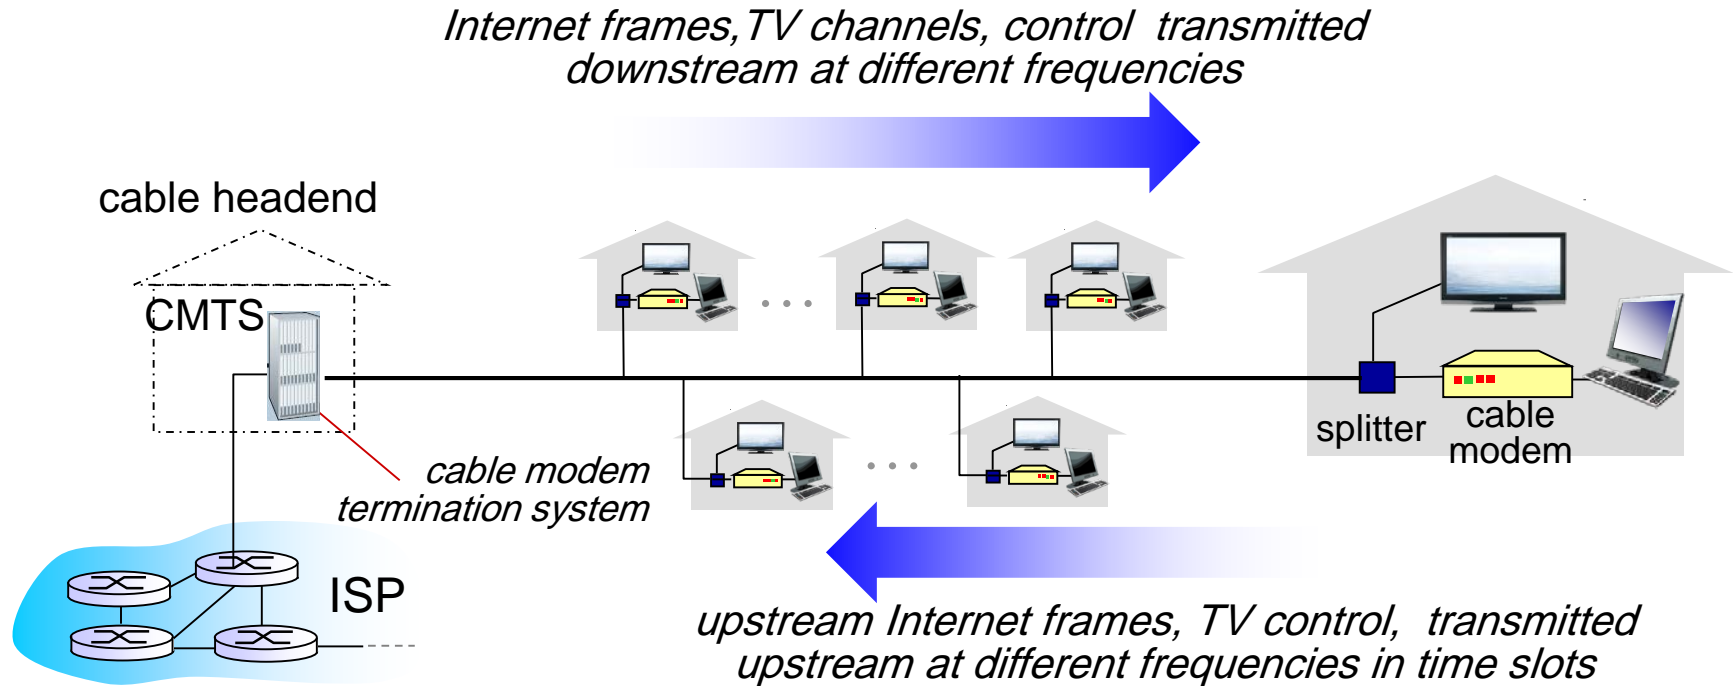 Internet frames, TV channels, control transmitted
downstream at different frequencies
cable headend
CMTS
splitter
cable
modem
cable modem
termination system
ISP
upstream Internet frames, TV control, transmitted
upstream at different frequencies in time slots